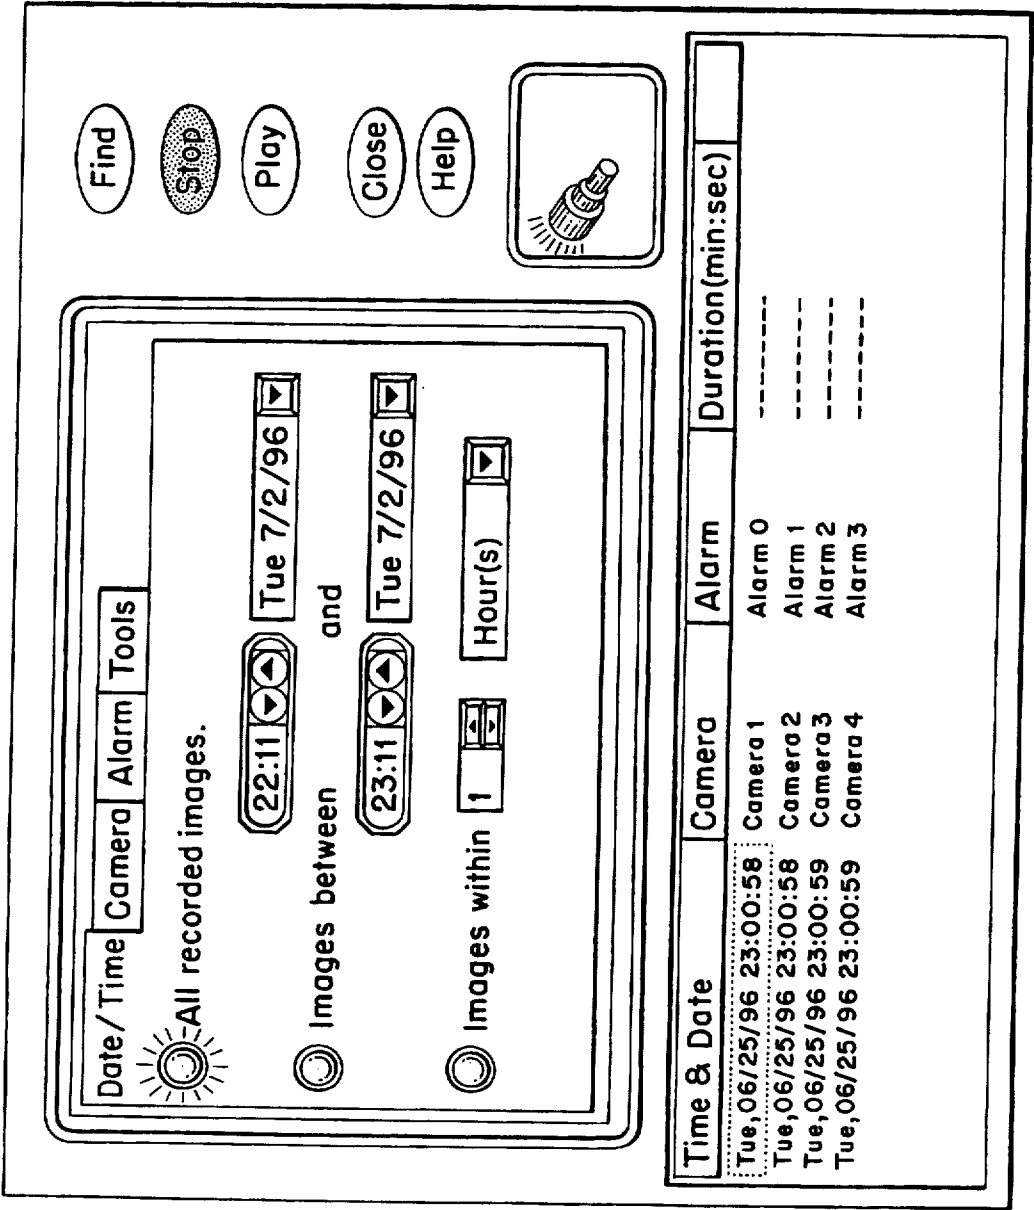 Date/Time Camera Alarm Tools
All recorded images.
Images between 22:11 Tue 7/2/96
and
23:11 Tue 7/2/96
Images within 1 Hour(s)
Find
Stop
Play
Close
Help
Time & Date Camera Alarm Duration(min:sec)
Tue,06/25/96 23:00:58 Camera 1 Alarm 0 -------
Tue,06/25/96 23:00:58 Camera 2 Alarm 1 -------
Tue,06/25/96 23:00:59 Camera 3 Alarm 2 -------
Tue,06/25/96 23:00:59 Camera 4 Alarm 3 -------